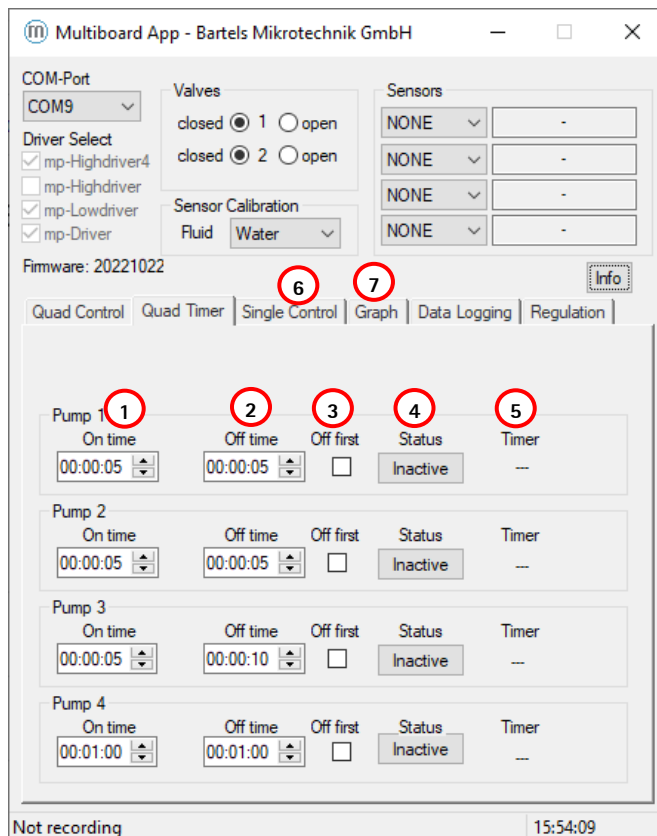 m Multiboard App - Bartels Mikrotechnik GmbH
COM-Port
COM9
Driver Select
mp-Highdriver4
mp-Highdriver
mp-Lowdriver
mp-Driver
Firmware: 20221022
Valves
closed 1 open
closed 2 open
Sensor Calibration
Fluid Water
Sensors
NONE -
NONE -
NONE -
NONE -
Info
6 7
Quad Control Quad Timer Single Control Graph Data Logging Regulation
Pump 1
1 2 3 4 5
On time Off time Off first Status Timer
00:00:05 00:00:05 Inactive ---
Pump 2
On time Off time Off first Status Timer
00:00:05 00:00:05 Inactive ---
Pump 3
On time Off time Off first Status Timer
00:00:05 00:00:10 Inactive ---
Pump 4
On time Off time Off first Status Timer
00:01:00 00:01:00 Inactive ---
Not recording 15:54:09